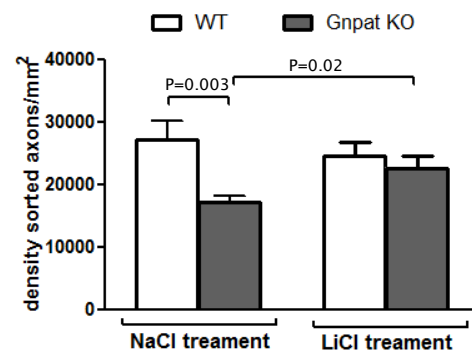 WT Gnpat KO
density sorted axons/mm²
40000
30000
20000
10000
0
P=0.003
P=0.02
NaCl treament LiCl treament